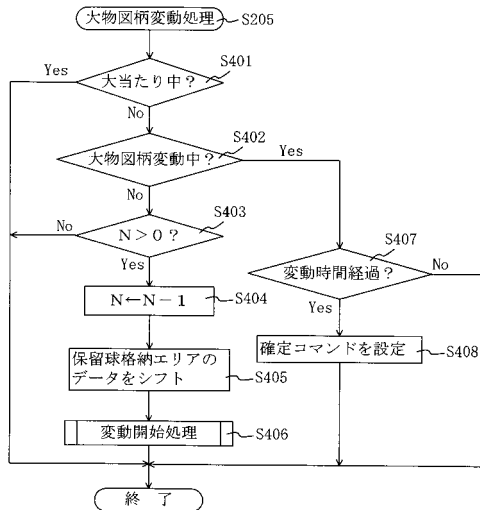 大物図柄変動処理
S205
S401
Yes
大当たり中？
No
S402
大物図柄変動中？
Yes
No
S403
No
N＞0？
S407
Yes
変動時間経過？
No
N←N－1
S404
Yes
保留球格納エリアの
データをシフト
S405
確定コマンドを設定
S408
変動開始処理
S406
終 了